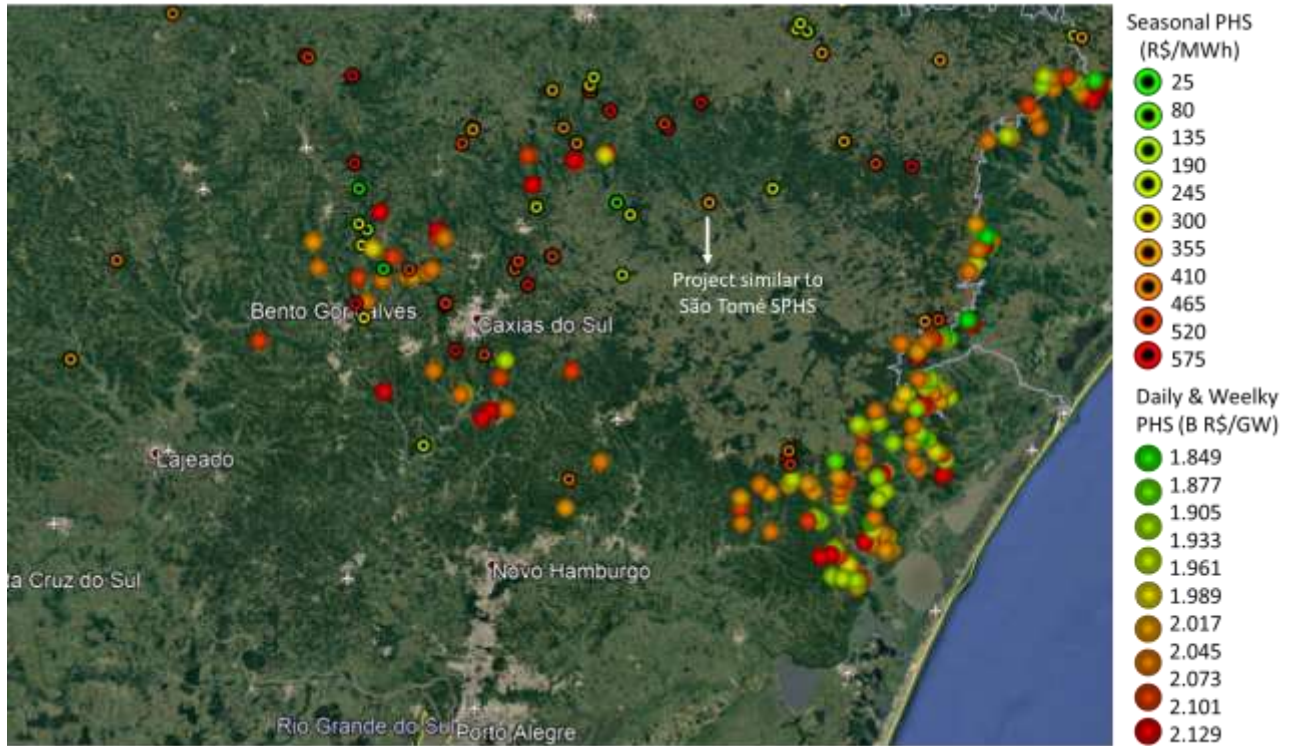 Seasonal PHS
(R$/MWh)
25
80
135
190
245
300
355
410
465
520
575
Daily & Weelky
PHS (B R$/GW)
1.849
1.877
1.905
1.933
1.961
1.989
2.017
2.045
2.073
2.101
2.129
Project similar to
São Tomé SPHS
Bento Gonçalves
Caxias do Sul
Lajeado
Novo Hamburgo
ta Cruz do Sul
Rio Grande do Sul
Porto Alegre